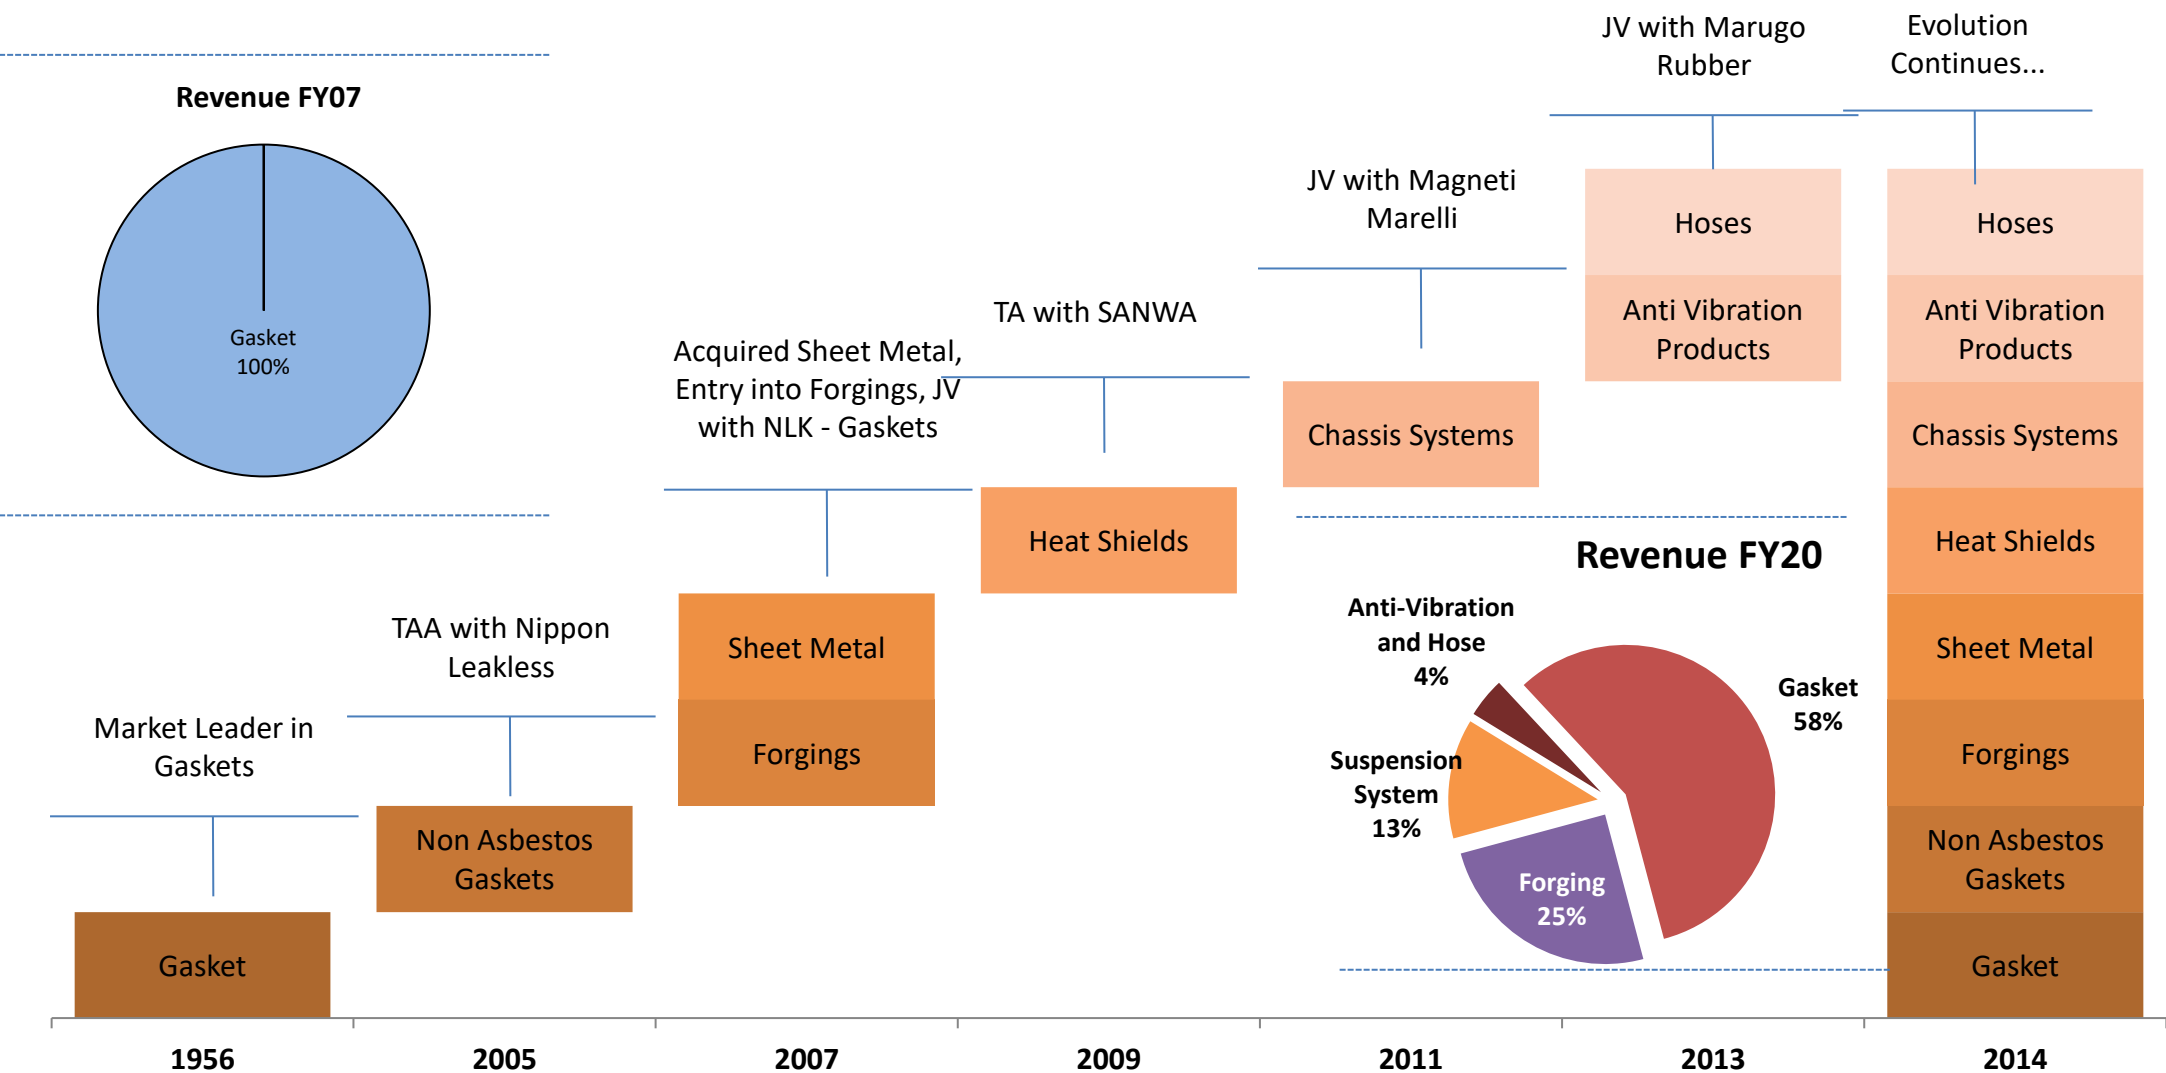 Revenue FY07
Gasket
100%
Market Leader in
Gaskets
Gasket
TAA with Nippon
Leakless
Non Asbestos
Gaskets
Acquired Sheet Metal,
Entry into Forgings, JV
with NLK - Gaskets
Sheet Metal
Forgings
TA with SANWA
Heat Shields
JV with Magneti
Marelli
Chassis Systems
JV with Marugo
Rubber
Hoses
Anti Vibration
Products
Evolution
Continues...
Hoses
Anti Vibration
Products
Chassis Systems
Heat Shields
Sheet Metal
Forgings
Non Asbestos
Gaskets
Gasket
Revenue FY20
Anti-Vibration
and Hose
4%
Gasket
58%
Suspension
System
13%
Forging
25%
1956
2005
2007
2009
2011
2013
2014